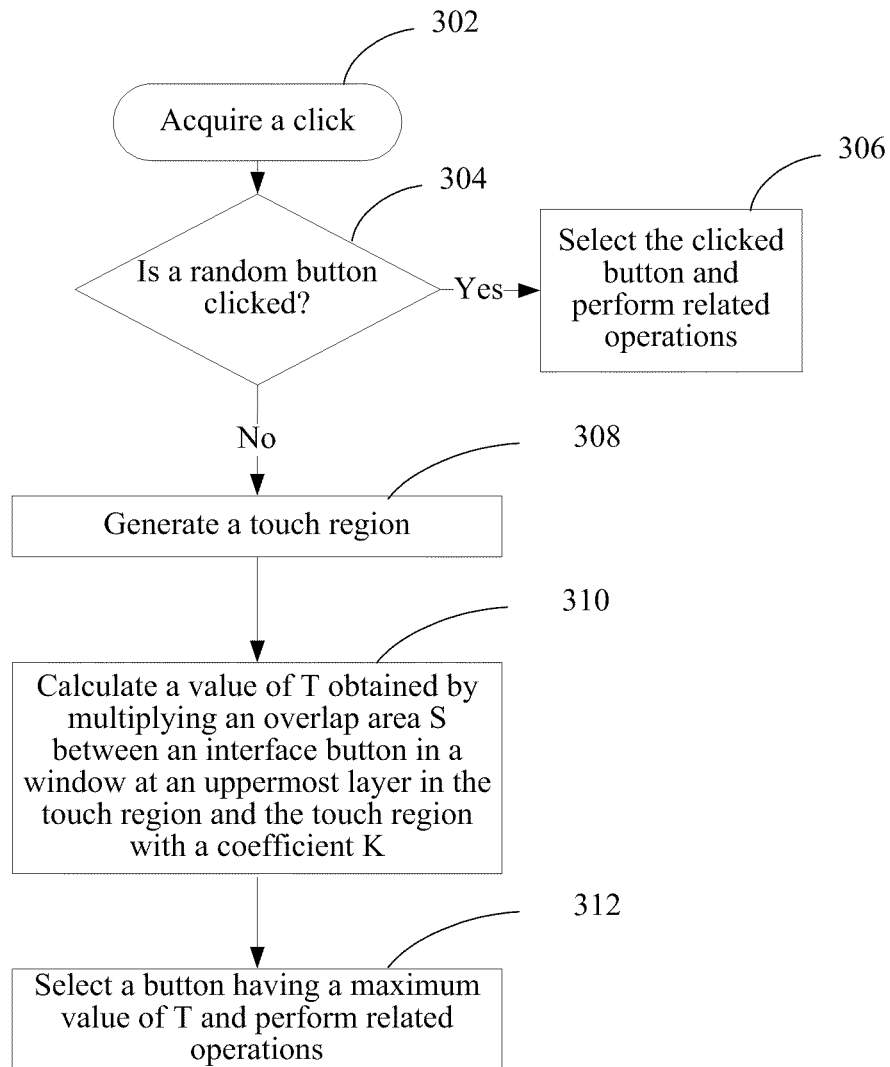 302
Acquire a click
304
306
Is a random button
clicked?
Yes
Select the clicked
button and
perform related
operations
No
308
Generate a touch region
310
Calculate a value of T obtained by
multiplying an overlap area S
between an interface button in a
window at an uppermost layer in the
touch region and the touch region
with a coefficient K
312
Select a button having a maximum
value of T and perform related
operations